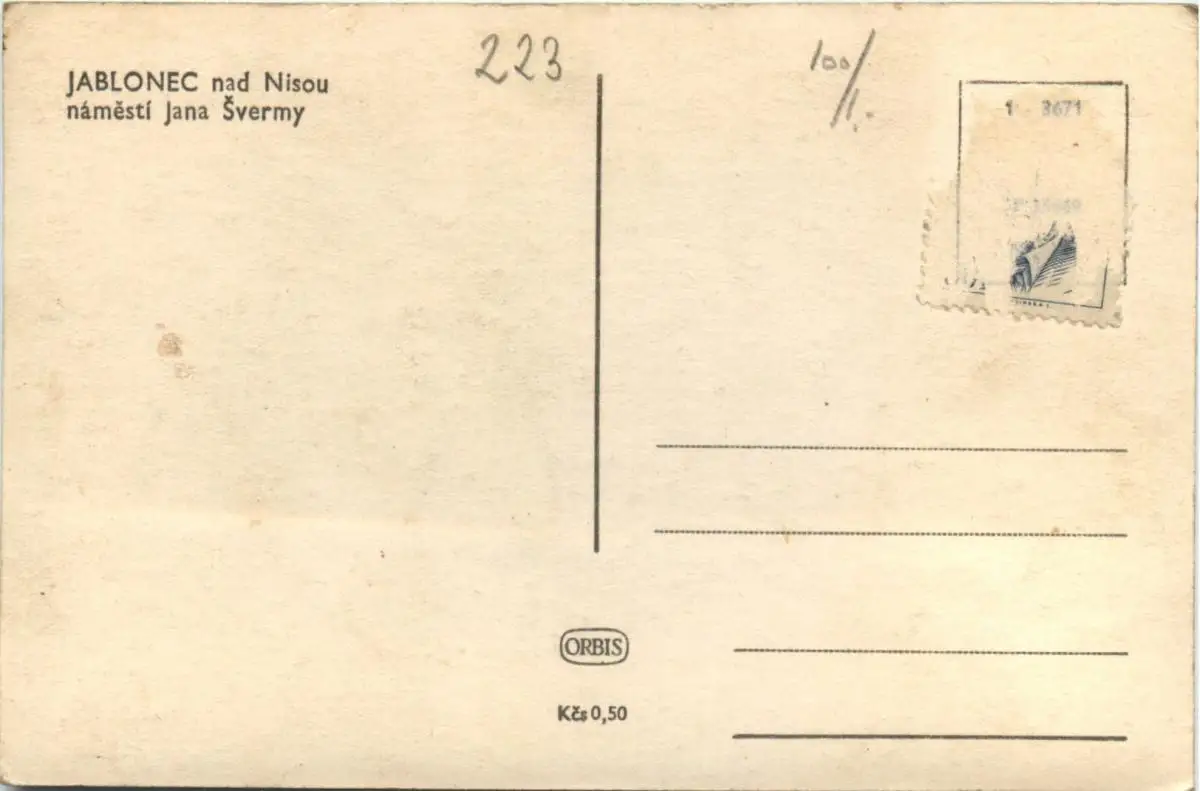 JABLONEC nad Nisou
náměstí Jana Švermy
223
100/
1 3671
ORBIS
Kčs 0,50